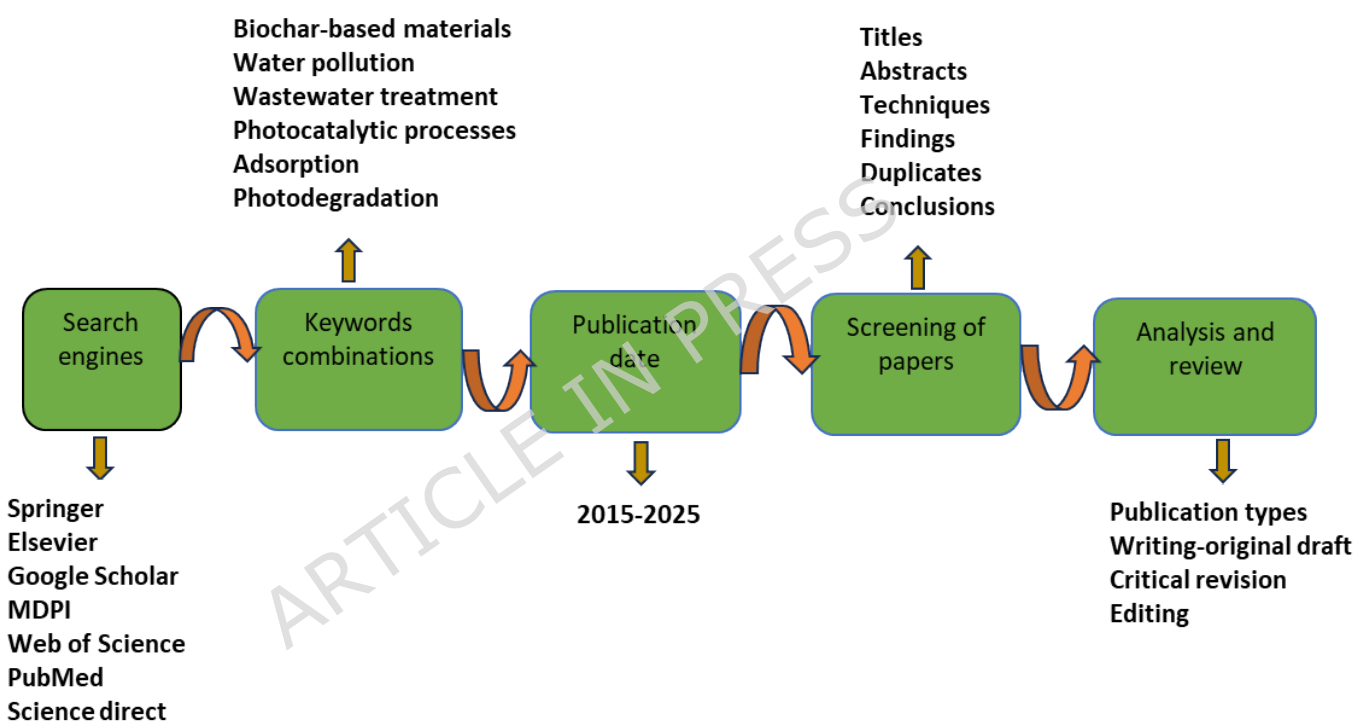 Biochar-based materials
Water pollution
Wastewater treatment
Photocatalytic processes
Adsorption
Photodegradation
Titles
Abstracts
Techniques
Findings
Duplicates
Conclusions
Search
engines
Keywords
combinations
Publication
date
Screening of
papers
Analysis and
review
Springer
Elsevier
Google Scholar
MDPI
Web of Science
PubMed
Science direct
2015-2025
Publication types
Writing-original draft
Critical revision
Editing
ARTICLE IN PRESS